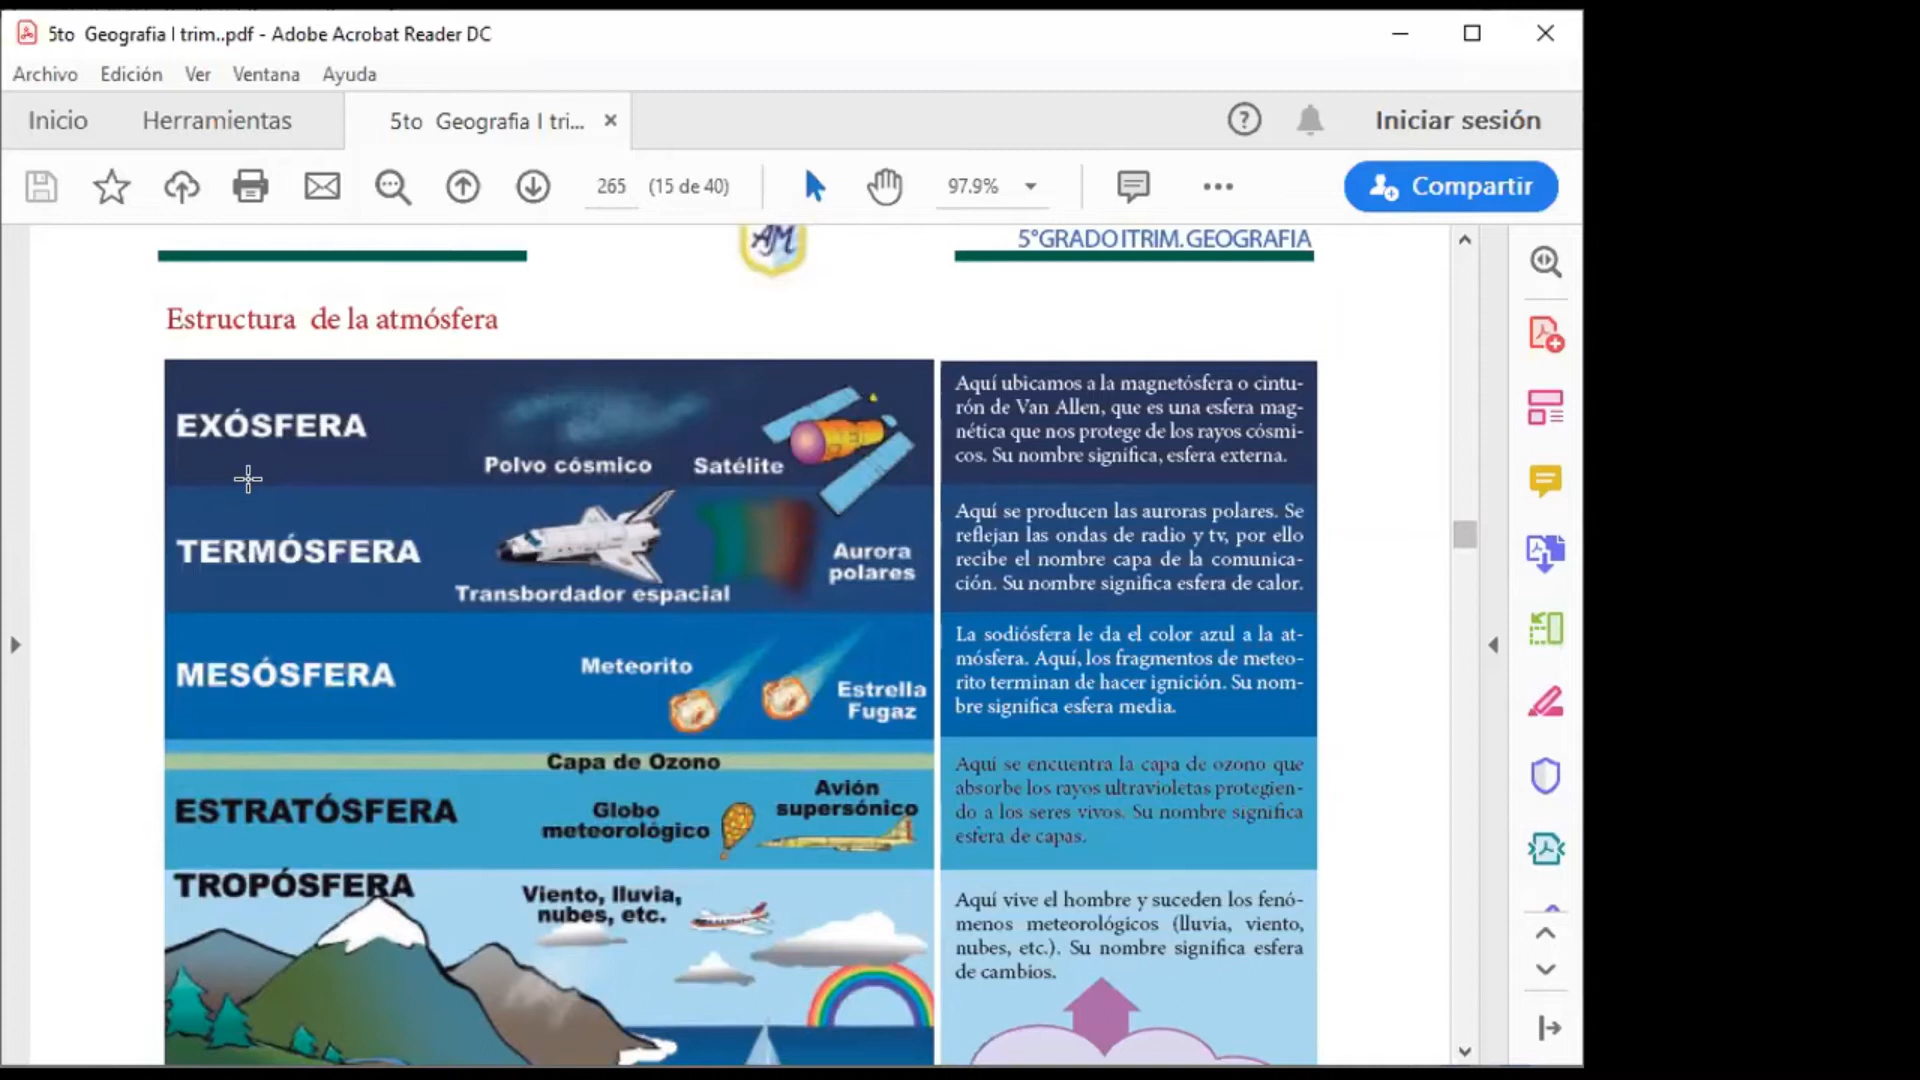 5to Geografia I trim..pdf - Adobe Acrobat Reader DC
Archivo Edición Ver Ventana Ayuda
Inicio Herramientas 5to Geografia I tri... Iniciar sesión
265 (15 de 40) 97.9% Compartir
AM
5°GRADO I TRIM. GEOGRAFIA
Estructura de la atmósfera
EXÓSFERA
Polvo cósmico Satélite
Aquí ubicamos a la magnetósfera o cintu-
rón de Van Allen, que es una esfera mag-
nética que nos protege de los rayos cósmi-
cos. Su nombre significa, esfera externa.
TERMÓSFERA
Aurora
polares
Transbordador espacial
Aquí se producen las auroras polares. Se
reflejan las ondas de radio y tv, por ello
recibe el nombre capa de la comunica-
ción. Su nombre significa esfera de calor.
MESÓSFERA
Meteorito
Estrella
Fugaz
La sodiósfera le da el color azul a la at-
mósfera. Aquí, los fragmentos de meteo-
rito terminan de hacer ignición. Su nom-
bre significa esfera media.
Capa de Ozono
ESTRATÓSFERA
Globo
meteorológico
Avión
supersónico
Aquí se encuentra la capa de ozono que
absorbe los rayos ultravioletas protegien-
do a los seres vivos. Su nombre significa
esfera de capas.
TROPÓSFERA
Viento, lluvia,
nubes, etc.
Aquí vive el hombre y suceden los fenó-
menos meteorológicos (lluvia, viento,
nubes, etc.). Su nombre significa esfera
de cambios.